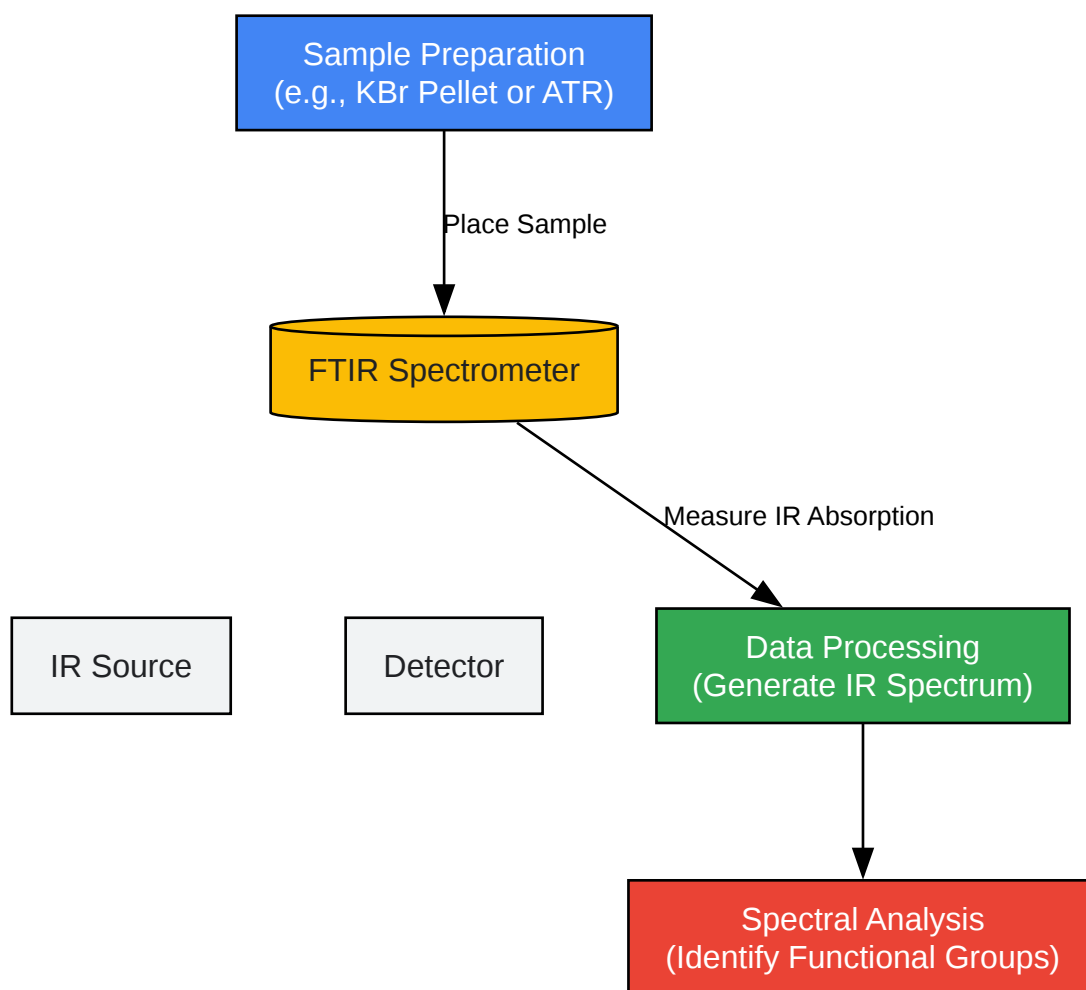 Sample Preparation
(e.g., KBr Pellet or ATR)
Place Sample
FTIR Spectrometer
Measure IR Absorption
IR Source
Detector
Data Processing
(Generate IR Spectrum)
Spectral Analysis
(Identify Functional Groups)